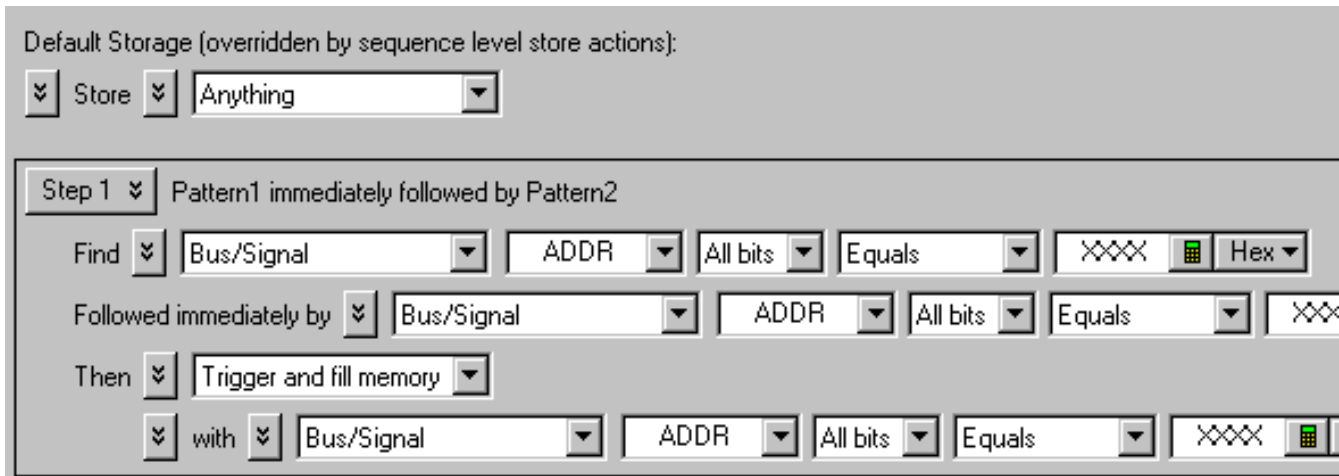 Default Storage (overridden by sequence level store actions):
Store Anything
Step 1 Pattern1 immediately followed by Pattern2
Find Bus/Signal ADDR All bits Equals XXXX Hex
Followed immediately by Bus/Signal ADDR All bits Equals XXX
Then Trigger and fill memory
with Bus/Signal ADDR All bits Equals XXXX